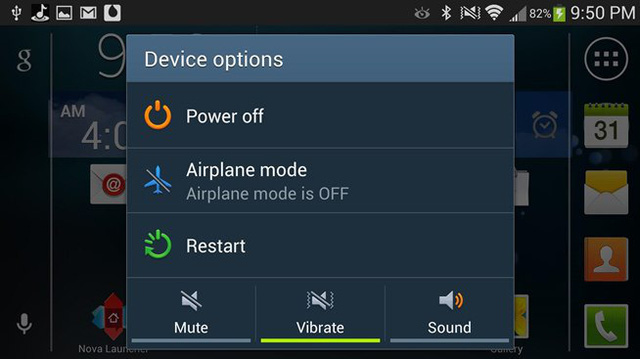 82% 9:50 PM
g
Device options
Power off
AM
4:0
31
Airplane mode
Airplane mode is OFF
@
Restart
Mute
Vibrate
Sound
Nova Launcher
Gallery